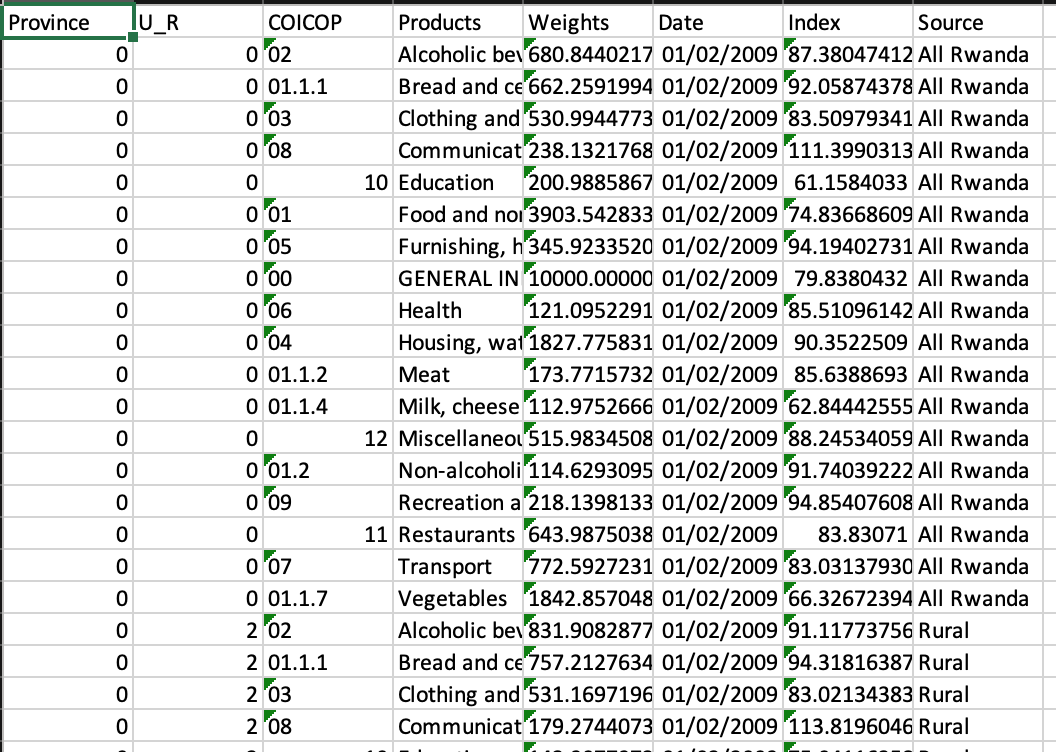 Province U_R COICOP Products Weights Date Index Source
0 0 02 Alcoholic bev 680.8440217 01/02/2009 87.38047412 All Rwanda
0 0 01.1.1 Bread and ce 662.2591994 01/02/2009 92.05874378 All Rwanda
0 0 03 Clothing and 530.9944773 01/02/2009 83.50979341 All Rwanda
0 0 08 Communicat 238.1321768 01/02/2009 111.3990313 All Rwanda
0 0 10 Education 200.9885867 01/02/2009 61.1584033 All Rwanda
0 0 01 Food and nor 3903.542833 01/02/2009 74.83668609 All Rwanda
0 0 05 Furnishing, h 345.9233520 01/02/2009 94.19402731 All Rwanda
0 0 00 GENERAL IN 10000.00000 01/02/2009 79.8380432 All Rwanda
0 0 06 Health 121.0952291 01/02/2009 85.51096142 All Rwanda
0 0 04 Housing, wat 1827.775831 01/02/2009 90.3522509 All Rwanda
0 0 01.1.2 Meat 173.7715732 01/02/2009 85.6388693 All Rwanda
0 0 01.1.4 Milk, cheese 112.9752666 01/02/2009 62.84442555 All Rwanda
0 0 12 Miscellaneou 515.9834508 01/02/2009 88.24534059 All Rwanda
0 0 01.2 Non-alcoholi 114.6293095 01/02/2009 91.74039222 All Rwanda
0 0 09 Recreation a 218.1398133 01/02/2009 94.85407608 All Rwanda
0 0 11 Restaurants 643.9875038 01/02/2009 83.83071 All Rwanda
0 0 07 Transport 772.5927231 01/02/2009 83.03137930 All Rwanda
0 0 01.1.7 Vegetables 1842.857048 01/02/2009 66.32672394 All Rwanda
0 2 02 Alcoholic bev 831.9082877 01/02/2009 91.11773756 Rural
0 2 01.1.1 Bread and ce 757.2127634 01/02/2009 94.31816387 Rural
0 2 03 Clothing and 531.1697196 01/02/2009 83.02134383 Rural
0 2 08 Communicat 179.2744073 01/02/2009 113.8196046 Rural